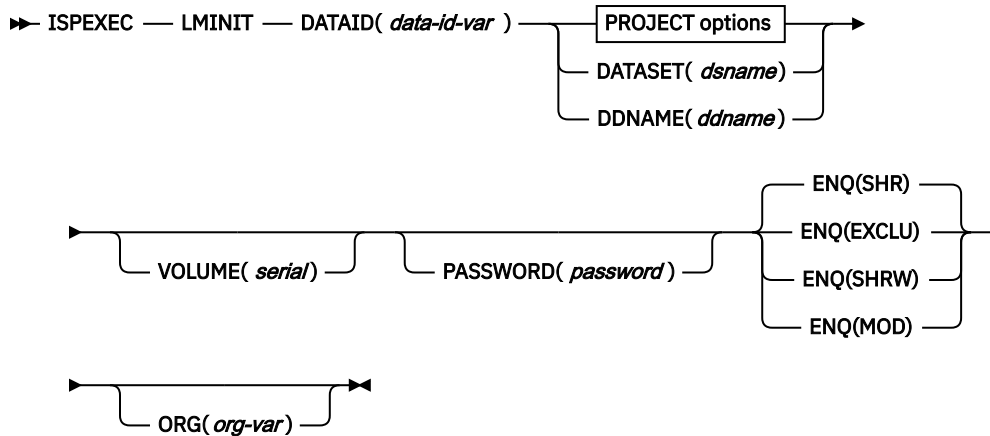 ISPEXEC LMINIT DATAID( data-id-var ) PROJECT options
DATASET( dsname)
DDNAME( ddname)
ENQ(SHR)
ENQ(EXCLU)
VOLUME( serial) PASSWORD( password) ENQ(SHRW)
ENQ(MOD)
ORG( org-var)